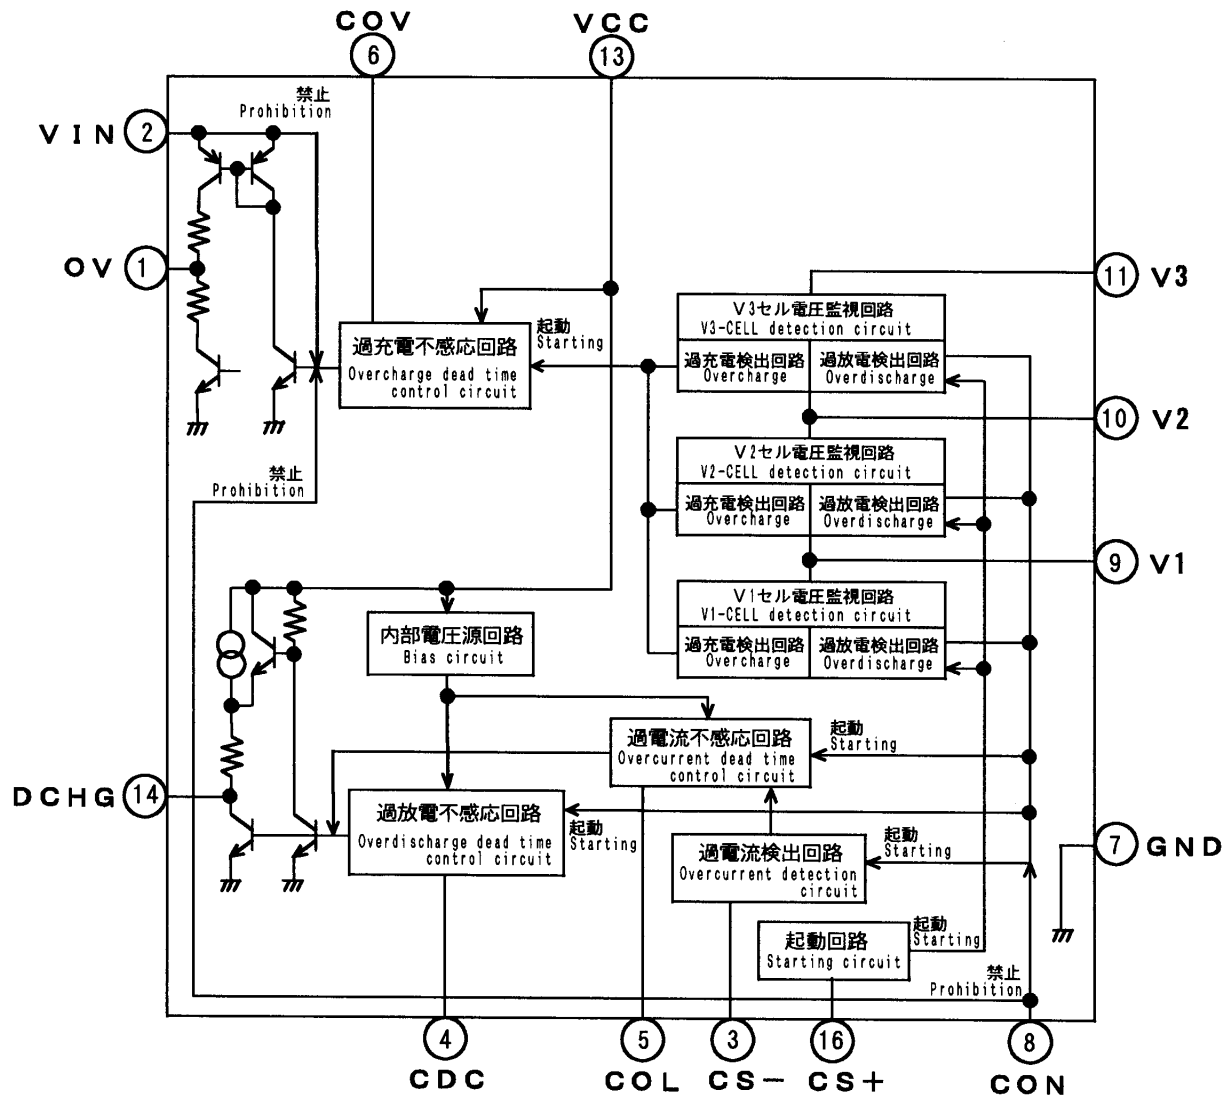 COV
6
VCC
13
禁止
Prohibition
VIN
2
OV
1
11
V3
V3セル電圧監視回路
V3-CELL detection circuit
過充電検出回路
Overcharge
過放電検出回路
Overdischarge
起動
Starting
過充電不感応回路
Overcharge dead time
control circuit
10
V2
V2セル電圧監視回路
V2-CELL detection circuit
過充電検出回路
Overcharge
過放電検出回路
Overdischarge
禁止
Prohibition
9
V1
V1セル電圧監視回路
V1-CELL detection circuit
過充電検出回路
Overcharge
過放電検出回路
Overdischarge
内部電圧源回路
Bias circuit
過電流不感応回路
Overcurrent dead time
control circuit
起動
Starting
DCHG
14
過放電不感応回路
Overdischarge dead time
control circuit
起動
Starting
過電流検出回路
Overcurrent detection
circuit
起動
Starting
7
GND
起動回路
Starting circuit
起動
Starting
禁止
Prohibition
4
CDC
5
COL
3
CS-
16
CS+
8
CON